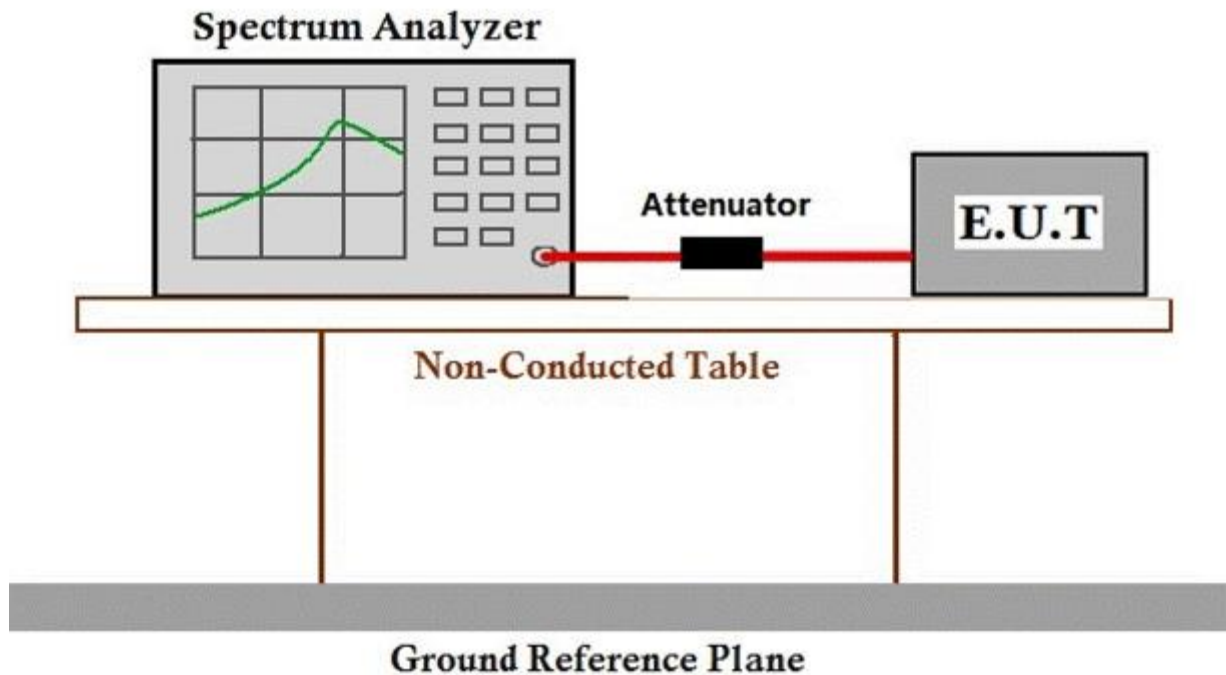 Spectrum Analyzer
Attenuator
E.U.T
Non-Conducted Table
Ground Reference Plane